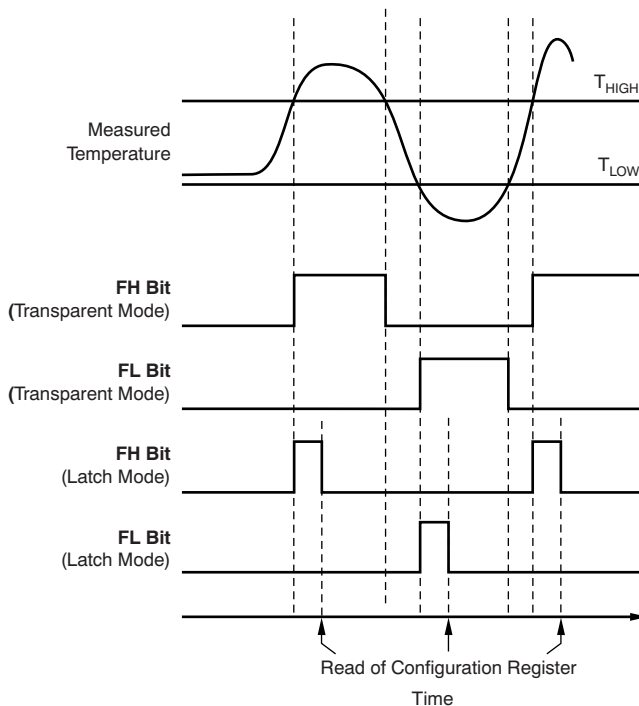 T_HIGH
Measured
Temperature
T_LOW
FH Bit
(Transparent Mode)
FL Bit
(Transparent Mode)
FH Bit
(Latch Mode)
FL Bit
(Latch Mode)
Read of Configuration Register
Time